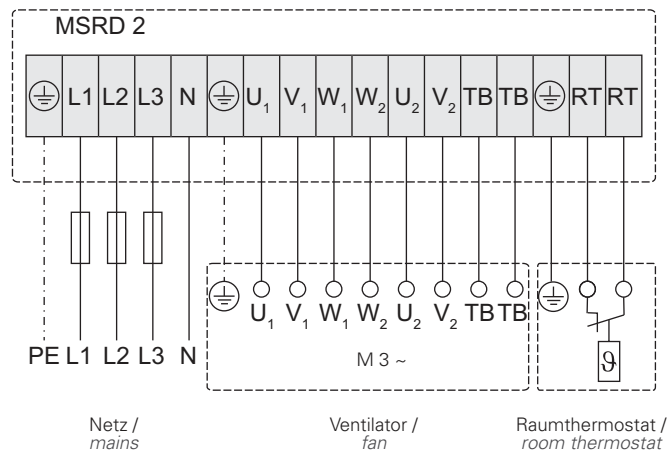 MSRD 2
L1 L2 L3 N U₁ V₁ W₁ W₂ U₂ V₂ TB TB RT RT
U₁ V₁ W₁ W₂ U₂ V₂ TB TB
PE L1 L2 L3 N
M 3 ~
ϑ
Netz / Ventilator / Raumthermostat /
mains fan room thermostat